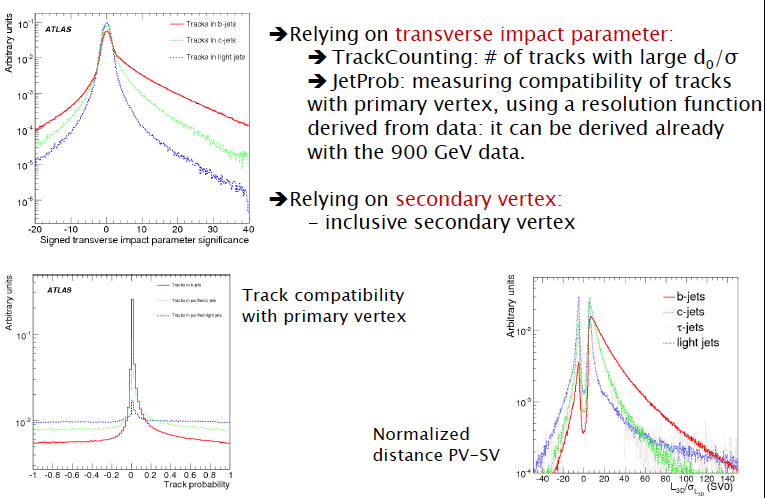 Arbitrary units
10⁻¹
10⁻²
10⁻³
10⁻⁴
10⁻⁵
10⁻⁶
ATLAS
Tracks in b-jets
Tracks in c-jets
Tracks in light jets
-20 -10 0 10 20 30 40
Signed transverse impact parameter significance
➔Relying on transverse impact parameter:
➔ TrackCounting: # of tracks with large d₀/σ
➔ JetProb: measuring compatibility of tracks
with primary vertex, using a resolution function
derived from data: it can be derived already
with the 900 GeV data.
➔Relying on secondary vertex:
– inclusive secondary vertex
Arbitrary units
10⁻¹
10⁻²
ATLAS
Tracks in b-jets
Tracks in purified c-jets
Tracks in purified light jets
-1 -0.8 -0.6 -0.4 -0.2 0 0.2 0.4 0.6 0.8 1
Track probability
Track compatibility
with primary vertex
Normalized
distance PV-SV
Arbitrary units
10⁻²
10⁻³
10⁻⁴
b-jets
c-jets
τ-jets
light jets
-40 -20 0 20 40 60 80 100 120 140
L₃D/σL₃D (SV0)